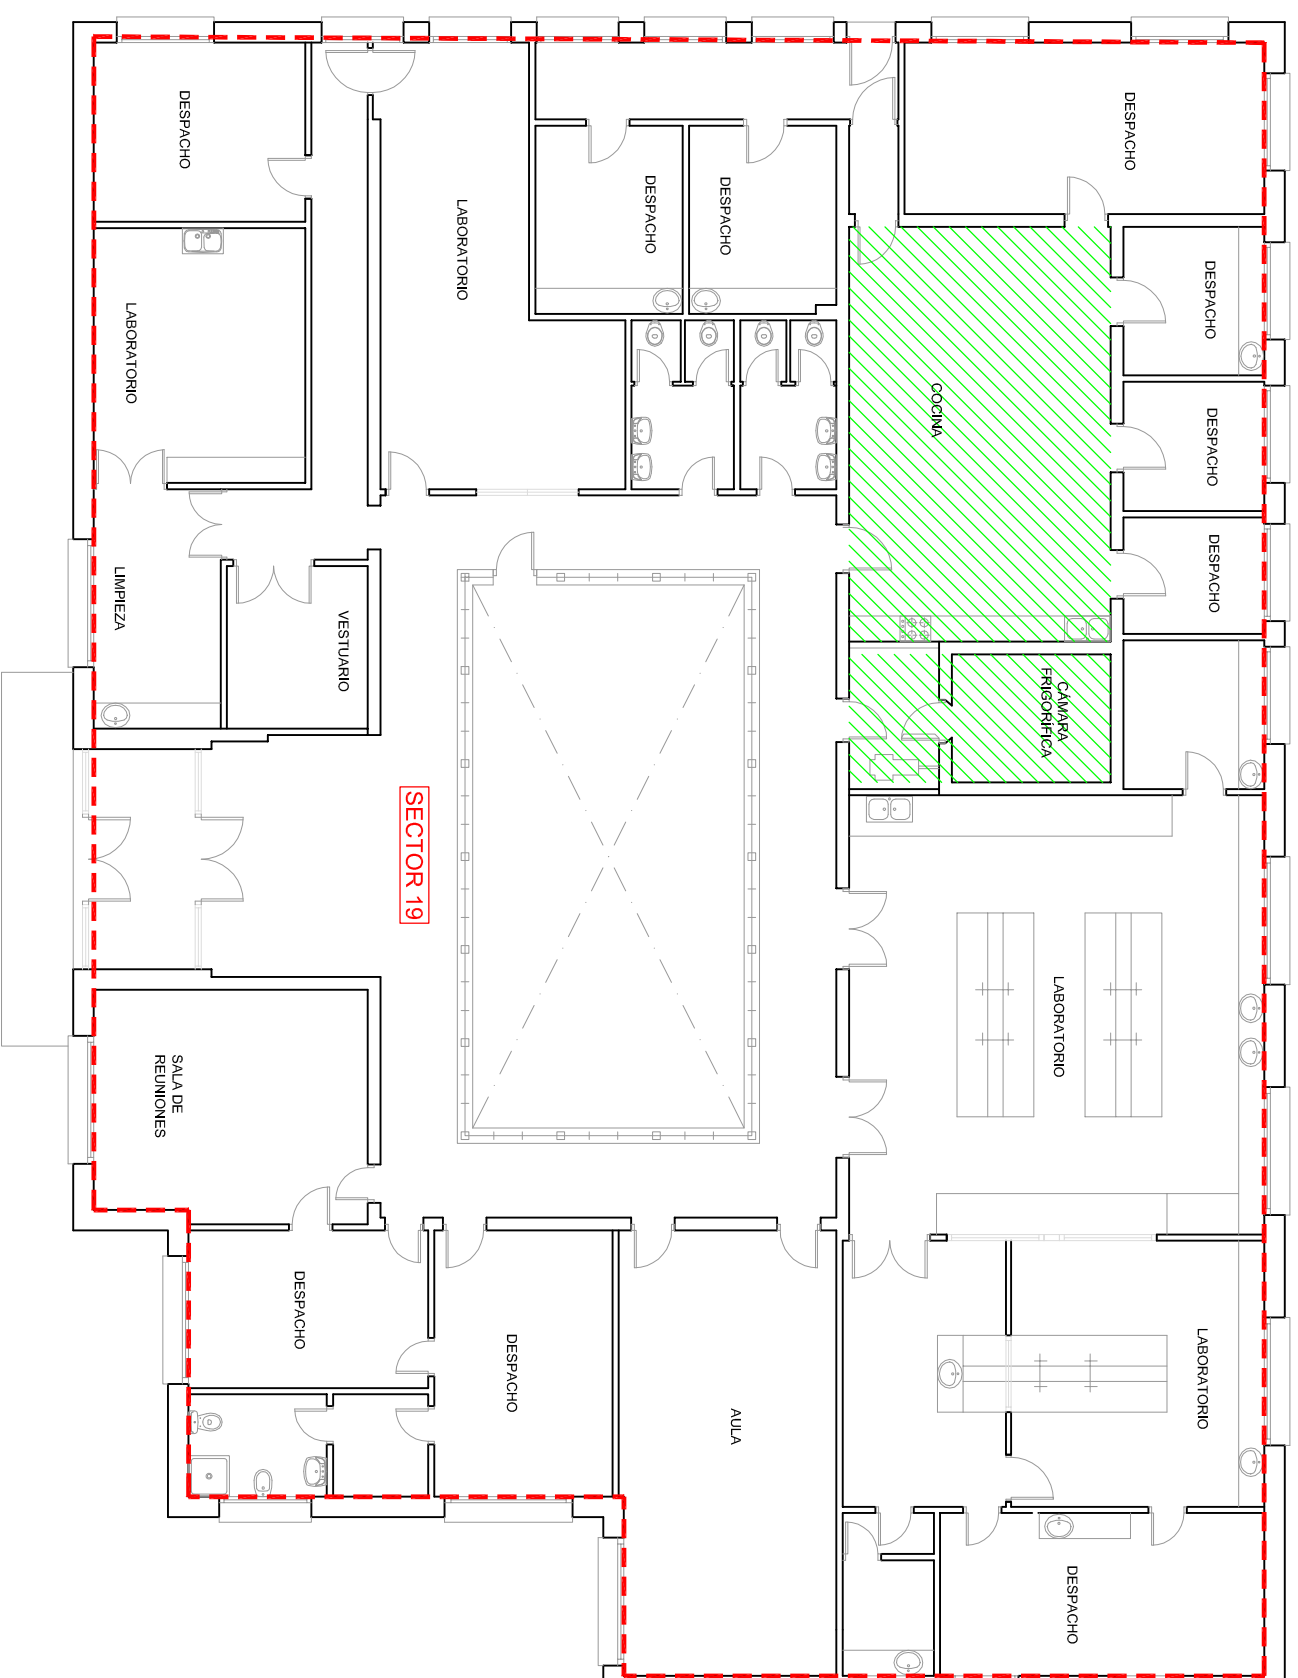 DESPACHO
DESPACHO
DESPACHO
DESPACHO
LABORATORIO
DESPACHO
LABORATORIO
COCINA
DESPACHO
DESPACHO
LIMPIEZA
VESTUARIO
CÁMARA
FRIGORÍFICA
SECTOR 19
LABORATORIO
SALA DE
REUNIONES
DESPACHO
DESPACHO
LABORATORIO
AULA
DESPACHO